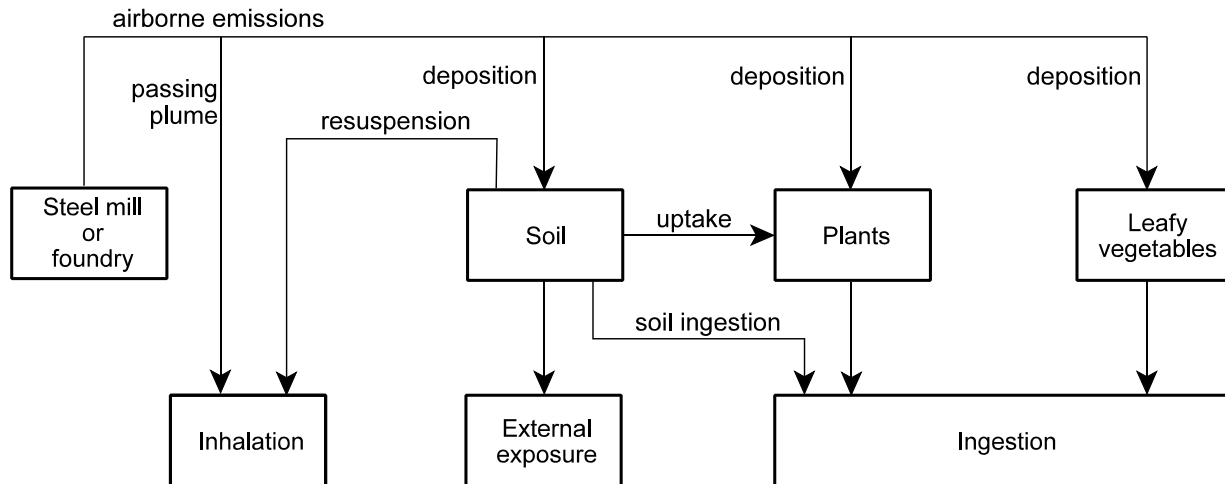 airborne emissions
passing
plume
deposition
deposition
deposition
resuspension
Steel mill
or
foundry
Soil
uptake
Plants
Leafy
vegetables
soil ingestion
Inhalation
External
exposure
Ingestion